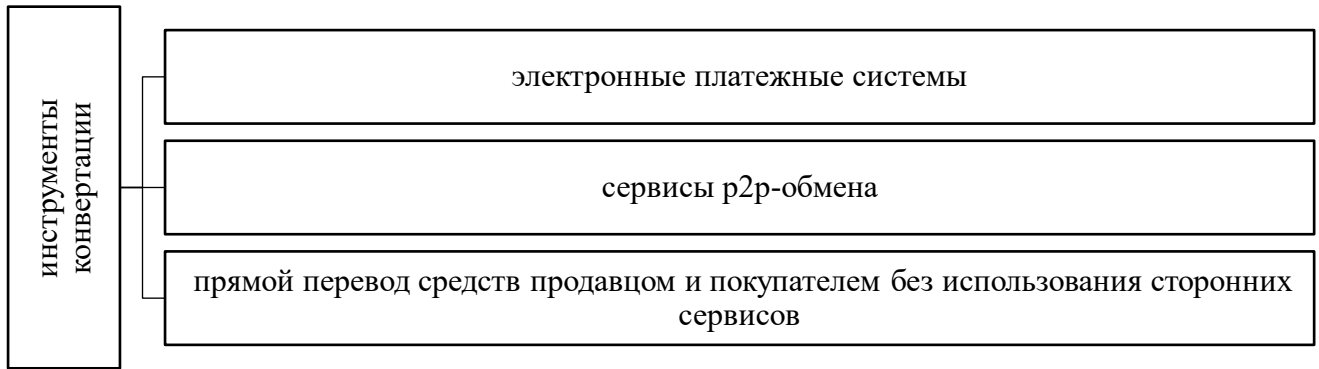 инструменты
конвертации
электронные платежные системы
сервисы p2p-обмена
прямой перевод средств продавцом и покупателем без использования сторонних
сервисов